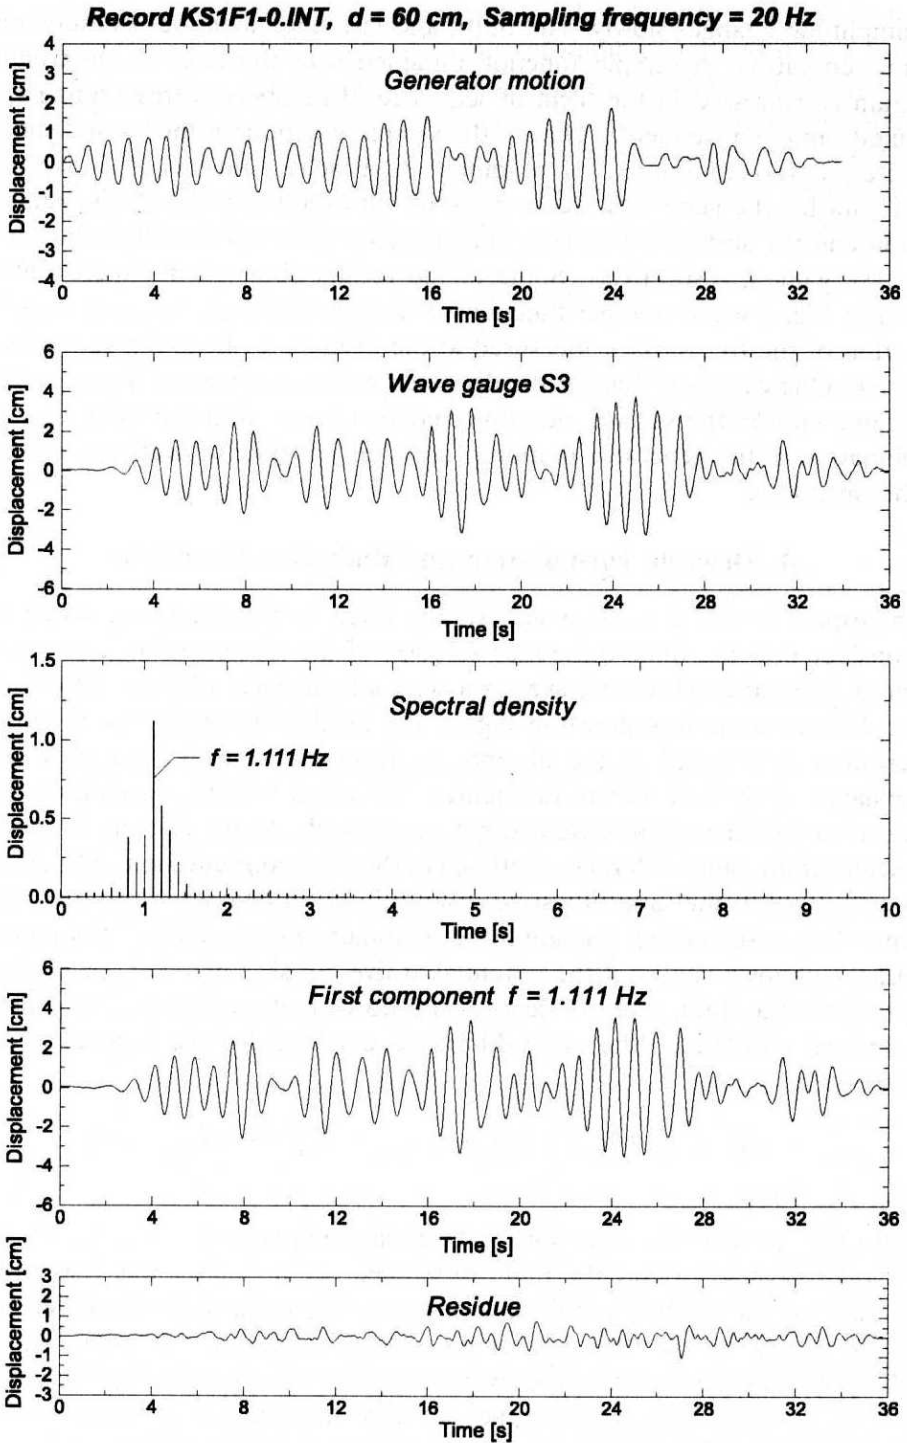 Record KS1F1-0.INT, d = 60 cm, Sampling frequency = 20 Hz
Displacement [cm]
Generator motion
4
3
2
1
0
-1
-2
-3
-4
0 4 8 12 16 20 24 28 32 36
Time [s]
Displacement [cm]
Wave gauge S3
6
4
2
0
-2
-4
-6
0 4 8 12 16 20 24 28 32 36
Time [s]
Displacement [cm]
Spectral density
f = 1.111 Hz
1.5
1.0
0.5
0.0
0 1 2 3 4 5 6 7 8 9 10
Time [s]
Displacement [cm]
First component f = 1.111 Hz
6
4
2
0
-2
-4
-6
0 4 8 12 16 20 24 28 32 36
Time [s]
Displacement [cm]
Residue
3
2
1
0
-1
-2
-3
0 4 8 12 16 20 24 28 32 36
Time [s]